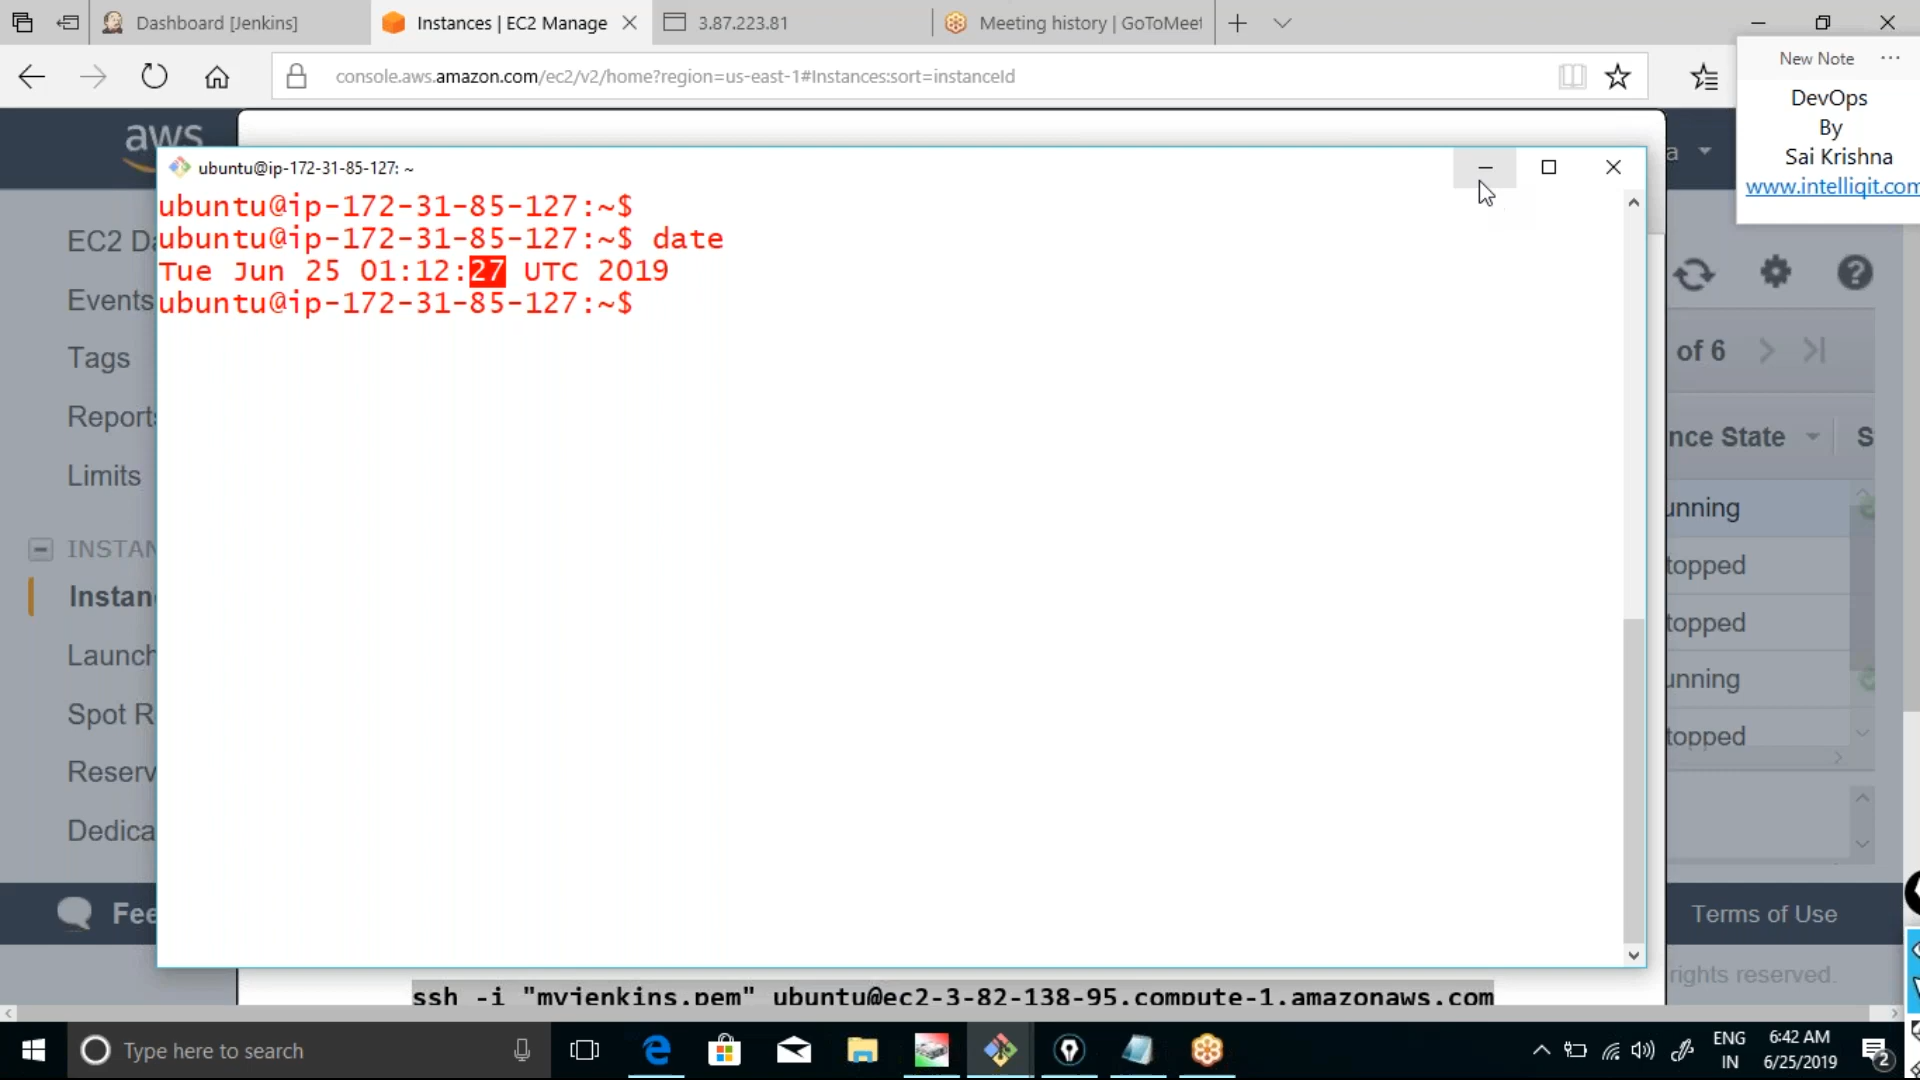 Dashboard [Jenkins]
Instances | EC2 Manage
3.87.223.81
Meeting history | GoToMeet
console.aws.amazon.com/ec2/v2/home?region=us-east-1#Instances:sort=instanceId
New Note
DevOps
By
Sai Krishna
www.intelliqit.com
aws
a
ubuntu@ip-172-31-85-127: ~
ubuntu@ip-172-31-85-127:~$
ubuntu@ip-172-31-85-127:~$ date
Tue Jun 25 01:12:27 UTC 2019
ubuntu@ip-172-31-85-127:~$
EC2 Da
Events
Tags
Reports
Limits
INSTAN
Instan
Launch
Spot R
Reserv
Dedica
of 6
nce State
S
unning
topped
topped
unning
topped
Fee
Terms of Use
rights reserved.
ssh -i "myjenkins.pem" ubuntu@ec2-3-82-138-95.compute-1.amazonaws.com
Type here to search
ENG
IN
6:42 AM
6/25/2019
2